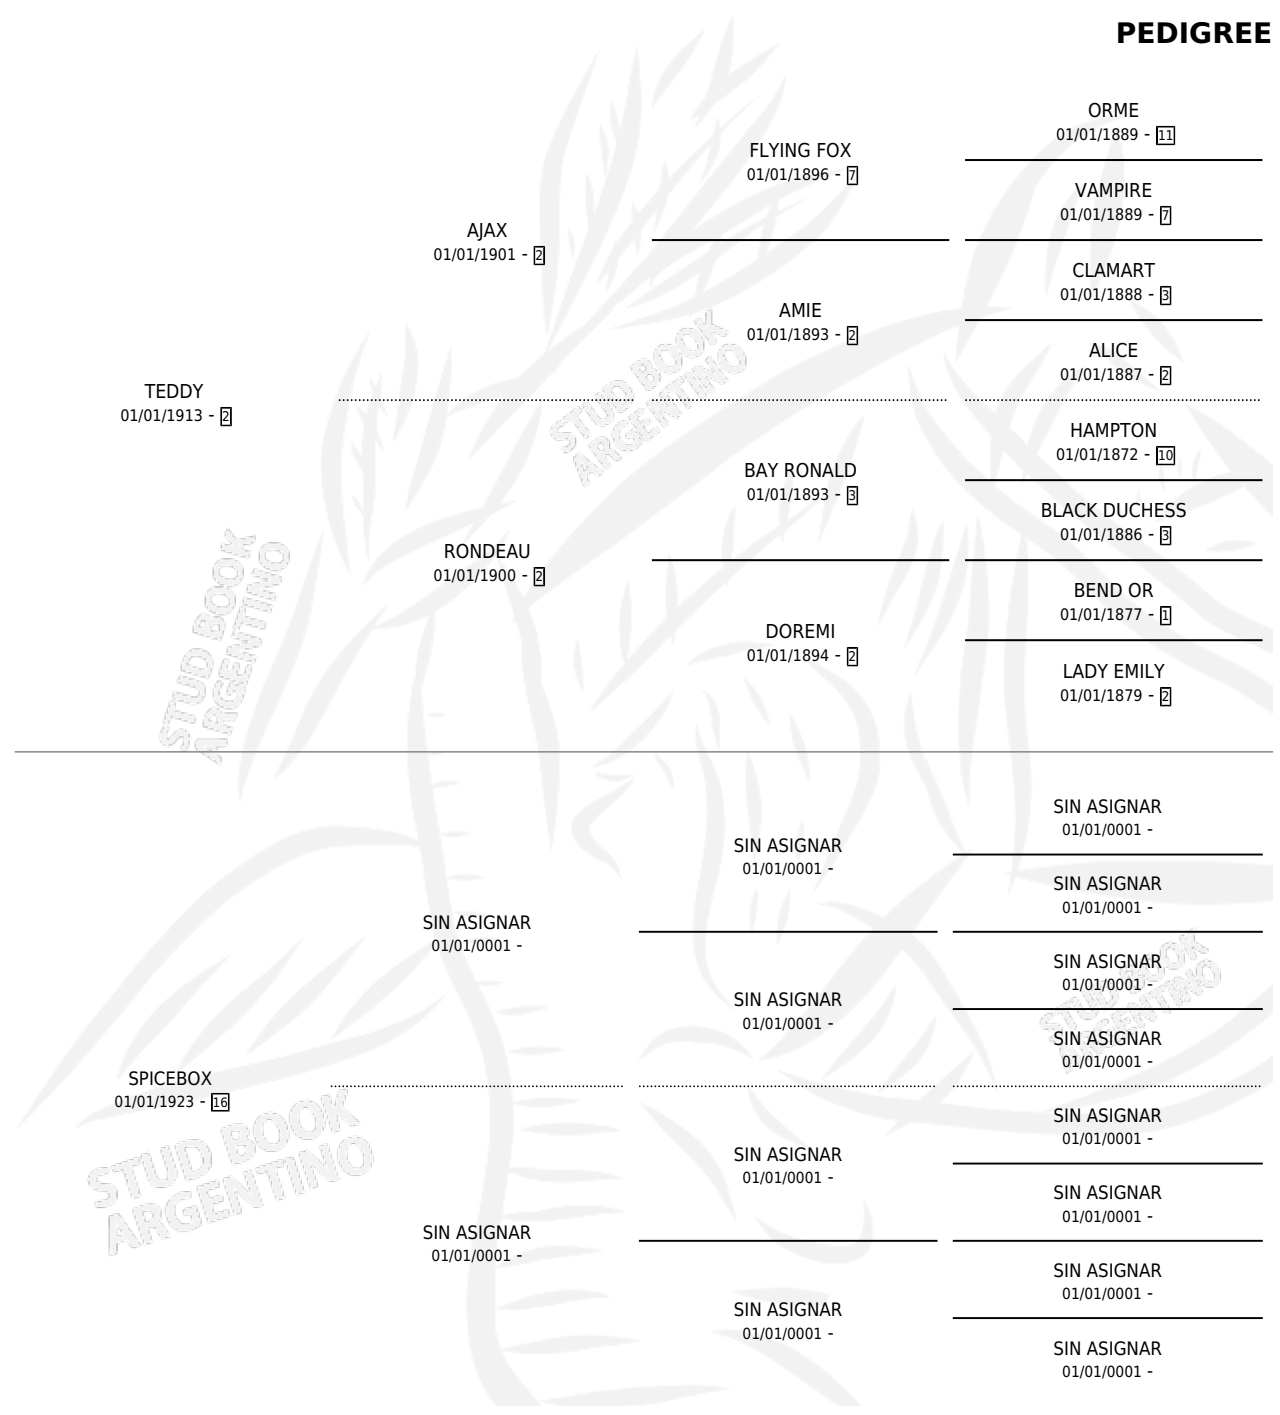 PEDIGREE
ORME
01/01/1889 - 11
FLYING FOX
01/01/1896 - 7
VAMPIRE
01/01/1889 - 7
AJAX
01/01/1901 - 2
CLAMART
01/01/1888 - 3
AMIE
01/01/1893 - 2
ALICE
01/01/1887 - 2
STUD BOOK
ARGENTINO
TEDDY
01/01/1913 - 2
HAMPTON
01/01/1872 - 10
BAY RONALD
01/01/1893 - 3
BLACK DUCHESS
01/01/1886 - 3
RONDEAU
01/01/1900 - 2
BEND OR
01/01/1877 - 1
DOREMI
01/01/1894 - 2
LADY EMILY
01/01/1879 - 2
STUD BOOK
ARGENTINO
SIN ASIGNAR
01/01/0001 -
SIN ASIGNAR
01/01/0001 -
SIN ASIGNAR
01/01/0001 -
SIN ASIGNAR
01/01/0001 -
SIN ASIGNAR
01/01/0001 -
SIN ASIGNAR
01/01/0001 -
SIN ASIGNAR
01/01/0001 -
STUD BOOK
ARGENTINO
SPICEBOX
01/01/1923 - 16
SIN ASIGNAR
01/01/0001 -
SIN ASIGNAR
01/01/0001 -
SIN ASIGNAR
01/01/0001 -
SIN ASIGNAR
01/01/0001 -
SIN ASIGNAR
01/01/0001 -
SIN ASIGNAR
01/01/0001 -
SIN ASIGNAR
01/01/0001 -
STUD BOOK
ARGENTINO